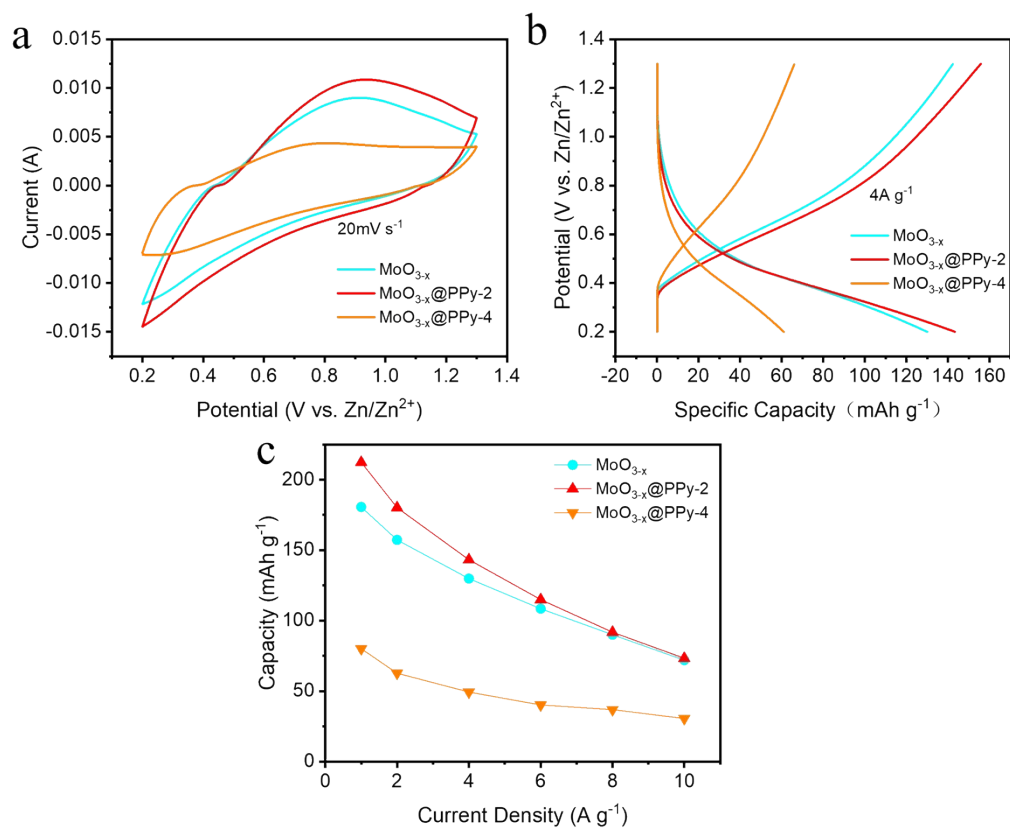 a
0.015
0.010
0.005
0.000
-0.005
-0.010
-0.015
Current (A)
20mV s⁻¹
MoO₃₋ₓ
MoO₃₋ₓ@PPy-2
MoO₃₋ₓ@PPy-4
0.2 0.4 0.6 0.8 1.0 1.2 1.4
Potential (V vs. Zn/Zn²⁺)
b
1.4
1.2
1.0
0.8
0.6
0.4
0.2
Potential (V vs. Zn/Zn²⁺)
4A g⁻¹
MoO₃₋ₓ
MoO₃₋ₓ@PPy-2
MoO₃₋ₓ@PPy-4
-20 0 20 40 60 80 100 120 140 160
Specific Capacity（mAh g⁻¹)
c
200
150
100
50
0
Capacity (mAh g⁻¹)
MoO₃₋ₓ
MoO₃₋ₓ@PPy-2
MoO₃₋ₓ@PPy-4
0 2 4 6 8 10
Current Density (A g⁻¹)